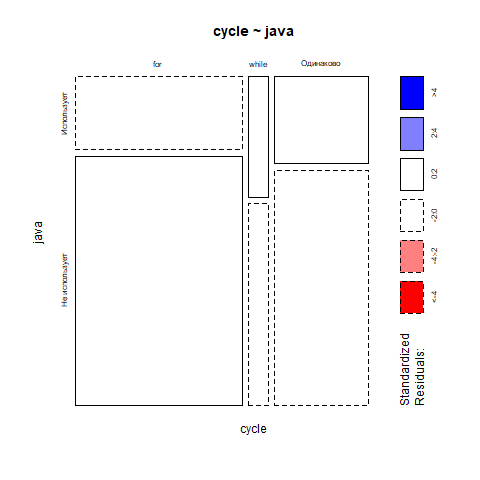 cycle ~ java
for
while
Одинаково
Использует
Не использует
java
cycle
>4
2:4
0:2
-2:0
-4:-2
<-4
Standardized
Residuals: